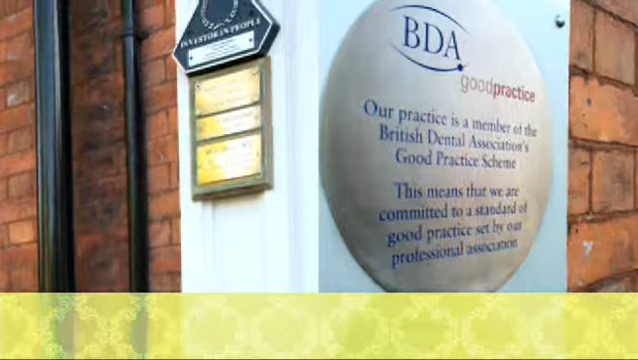 INVESTOR IN PEOPLE
BDA
goodpractice
Our practice is a member of the
British Dental Association's
Good Practice Scheme
This means that we are
committed to a standard of
good practice set by our
professional association